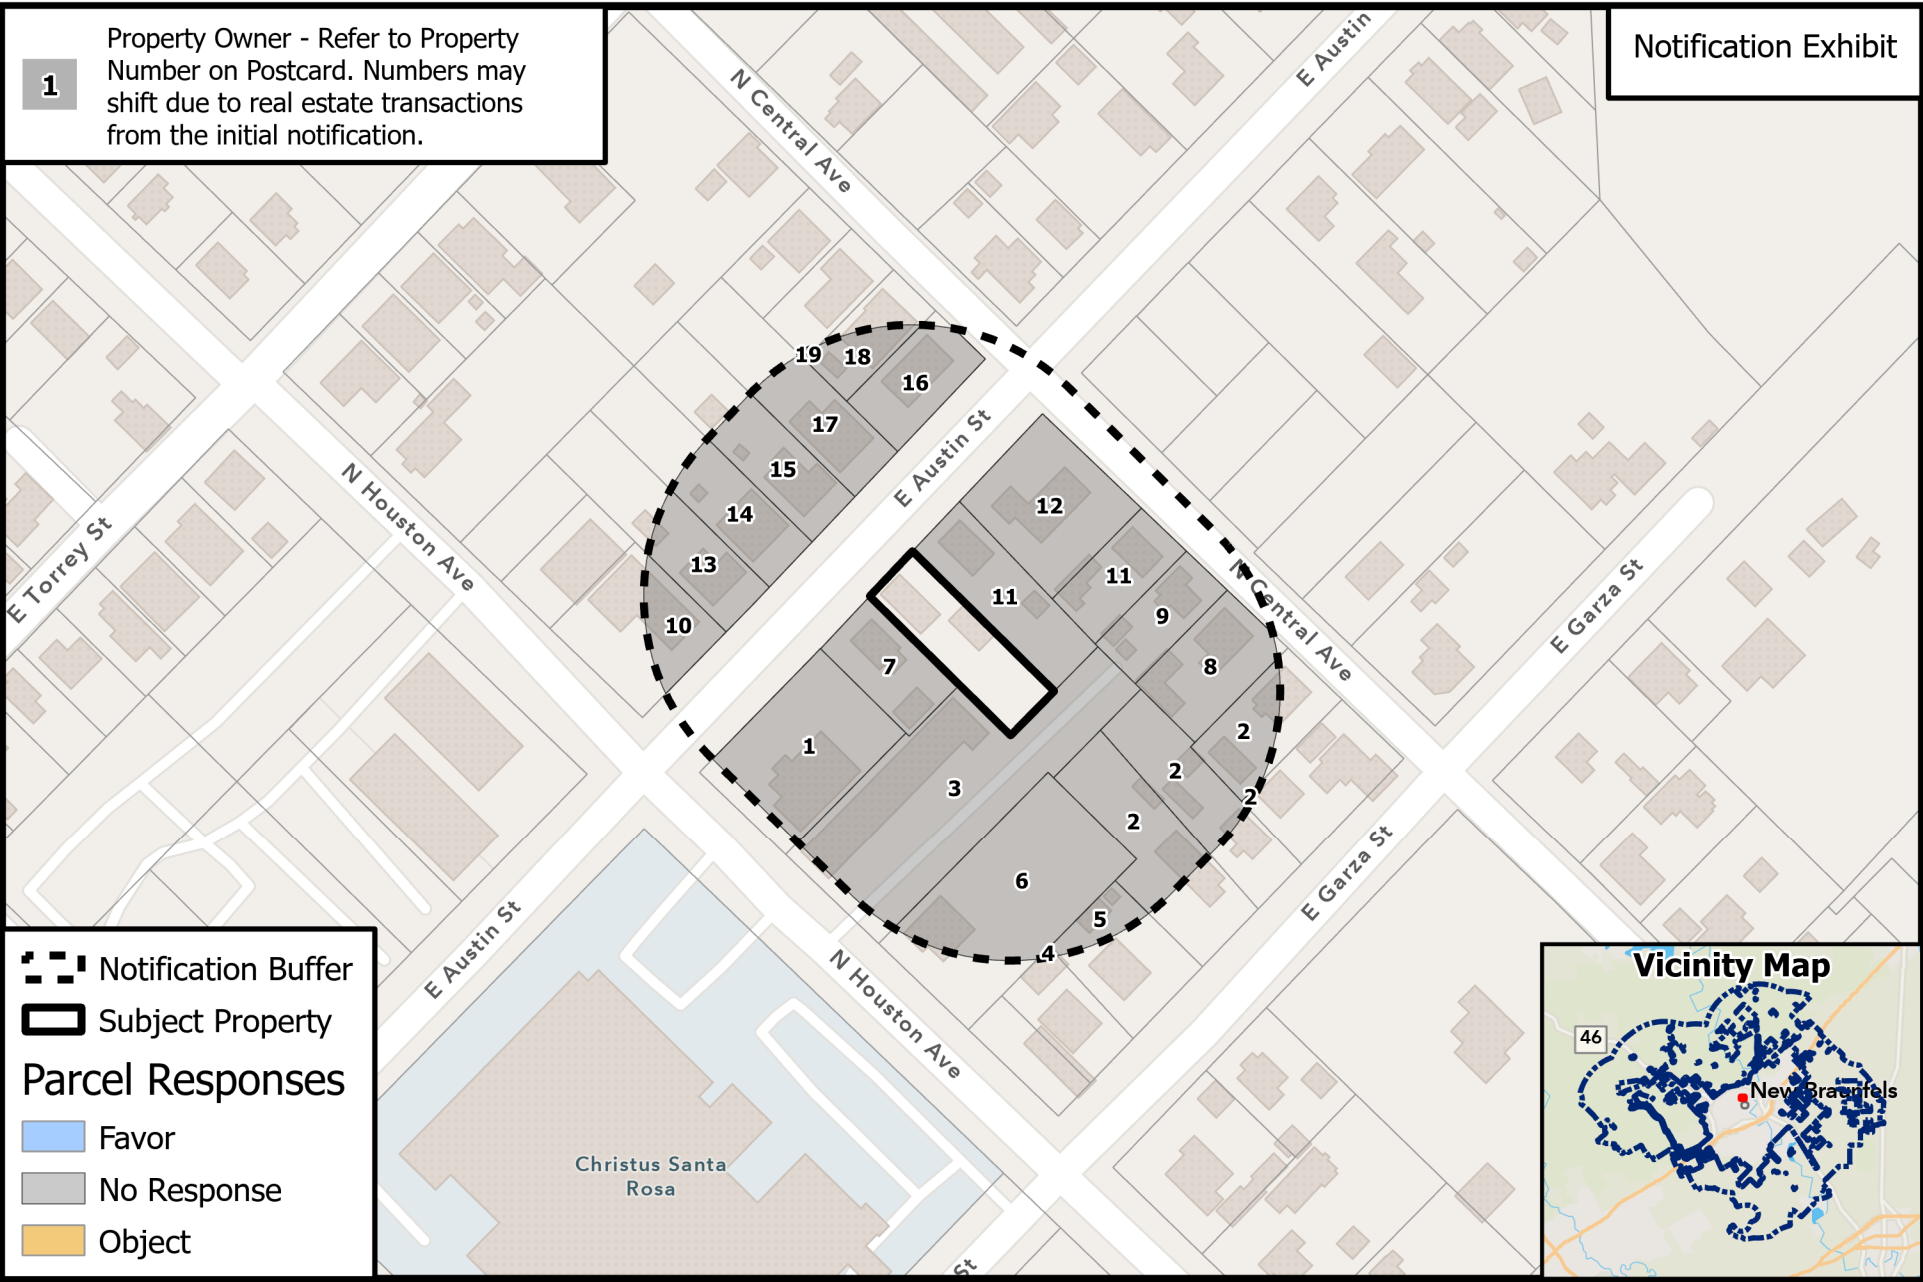 1
Property Owner - Refer to Property
Number on Postcard. Numbers may
shift due to real estate transactions
from the initial notification.
Notification Exhibit
N Central Ave
E Austin
19
18
16
17
E Austin St
15
12
14
N Houston Ave
E Torrey St
13
11
11
N Central Ave
E Garza St
10
9
7
8
1
2
2
3
2
2
E Garza St
6
5
4
E Austin St
N Houston Ave
Christus Santa
Rosa
St
Notification Buffer
Subject Property
Parcel Responses
Favor
No Response
Object
Vicinity Map
46
New Braunfels